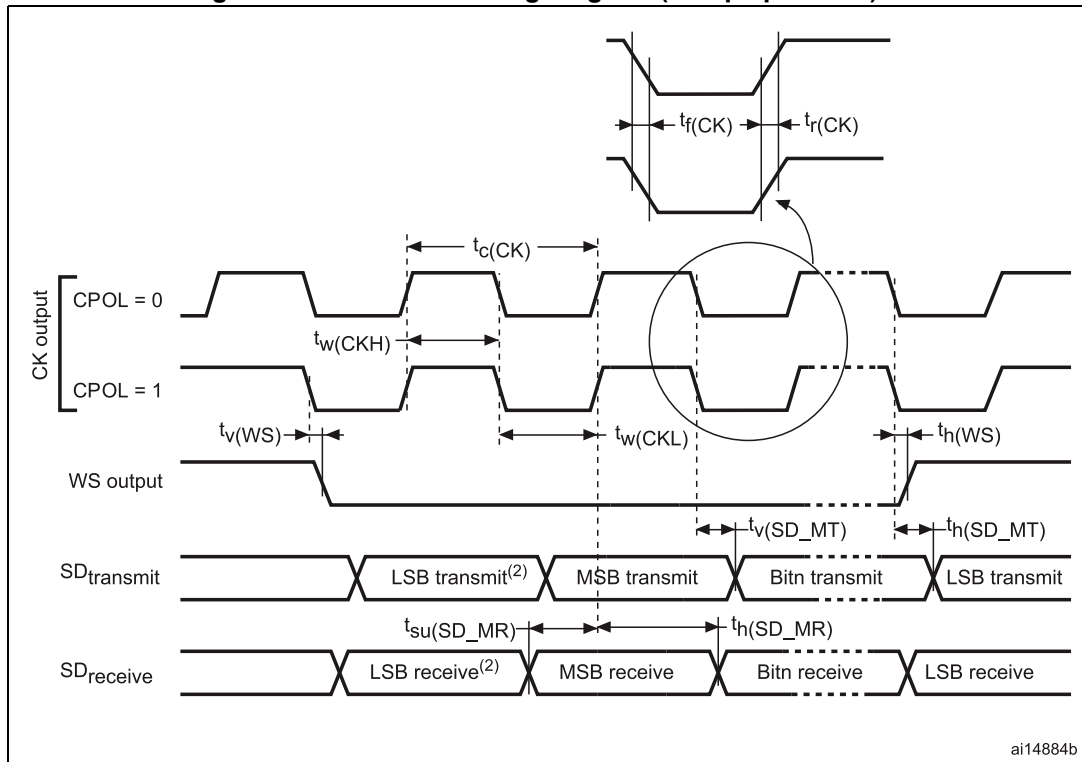 tf(CK)
tr(CK)
tc(CK)
CK output
CPOL = 0
tw(CKH)
CPOL = 1
tv(WS)
tw(CKL)
th(WS)
WS output
tv(SD_MT)
th(SD_MT)
SDtransmit
LSB transmit(2)
MSB transmit
Bitn transmit
LSB transmit
tsu(SD_MR)
th(SD_MR)
SDreceive
LSB receive(2)
MSB receive
Bitn receive
LSB receive
ai14884b